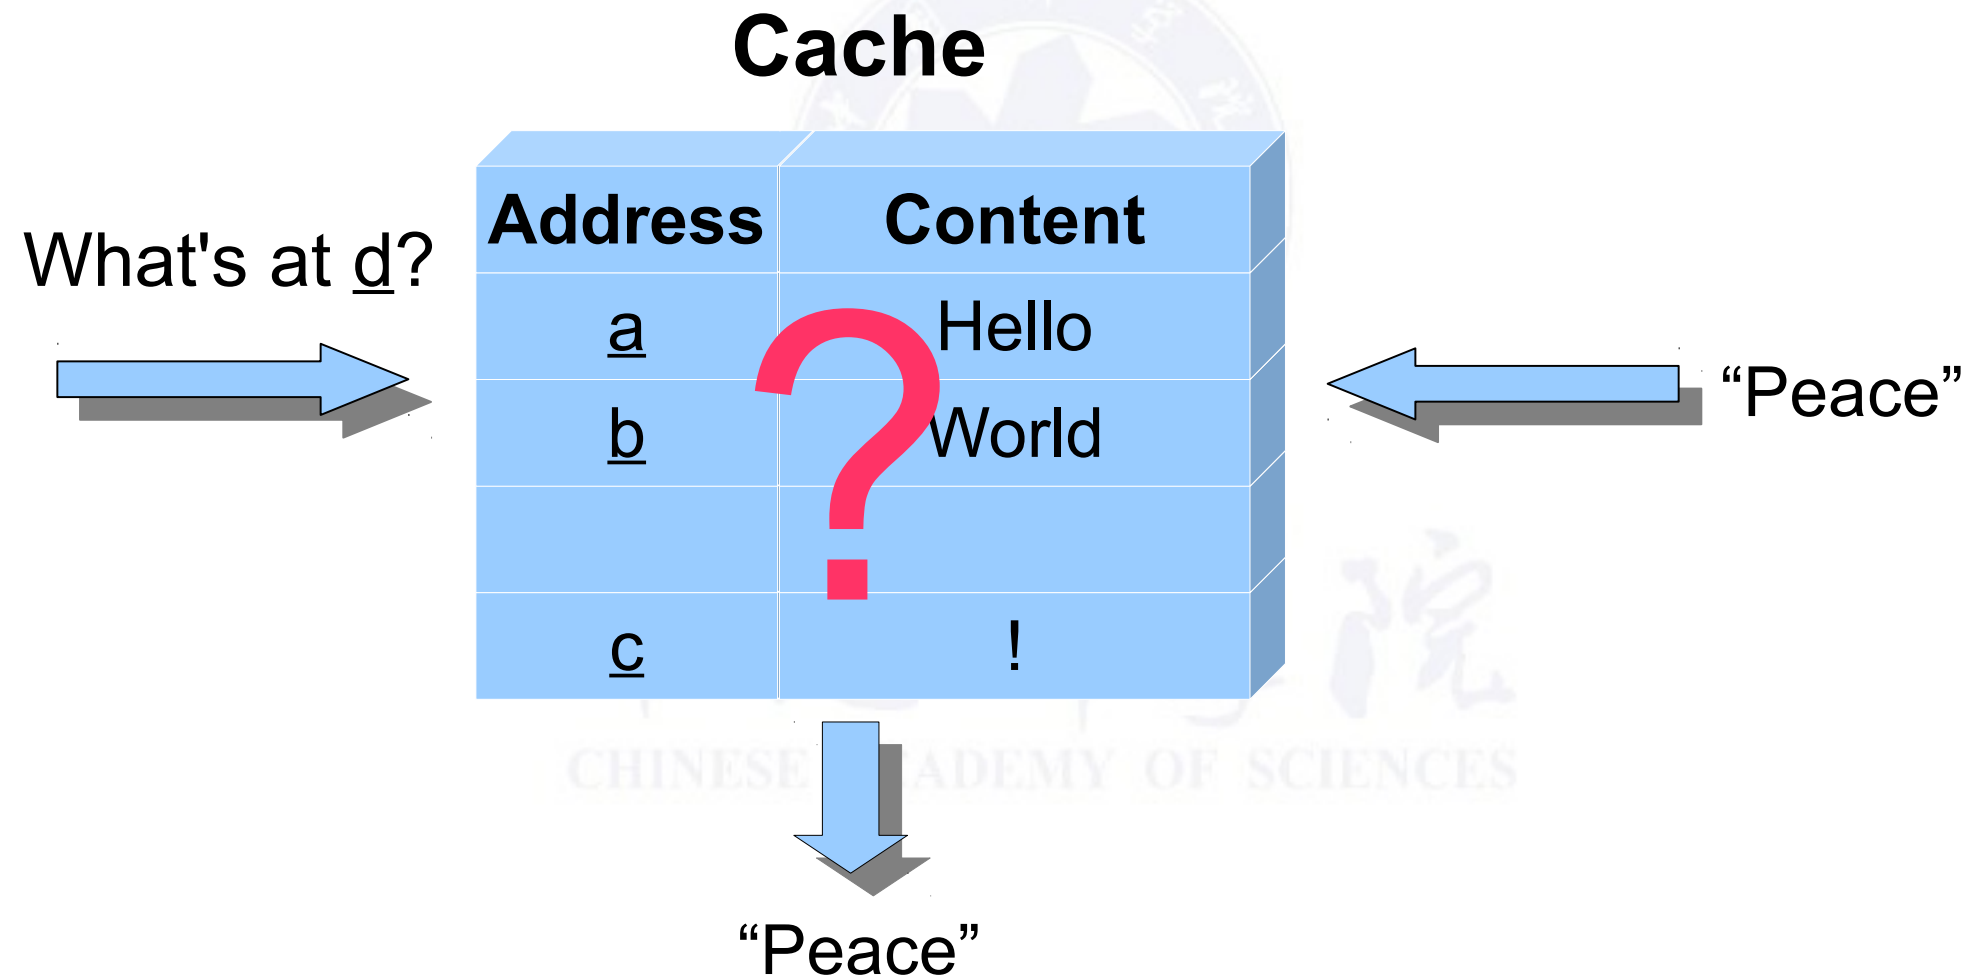 Cache
Address Content
What's at d?
a Hello
b World
c !
“Peace”
“Peace”
CHINESE ACADEMY OF SCIENCES